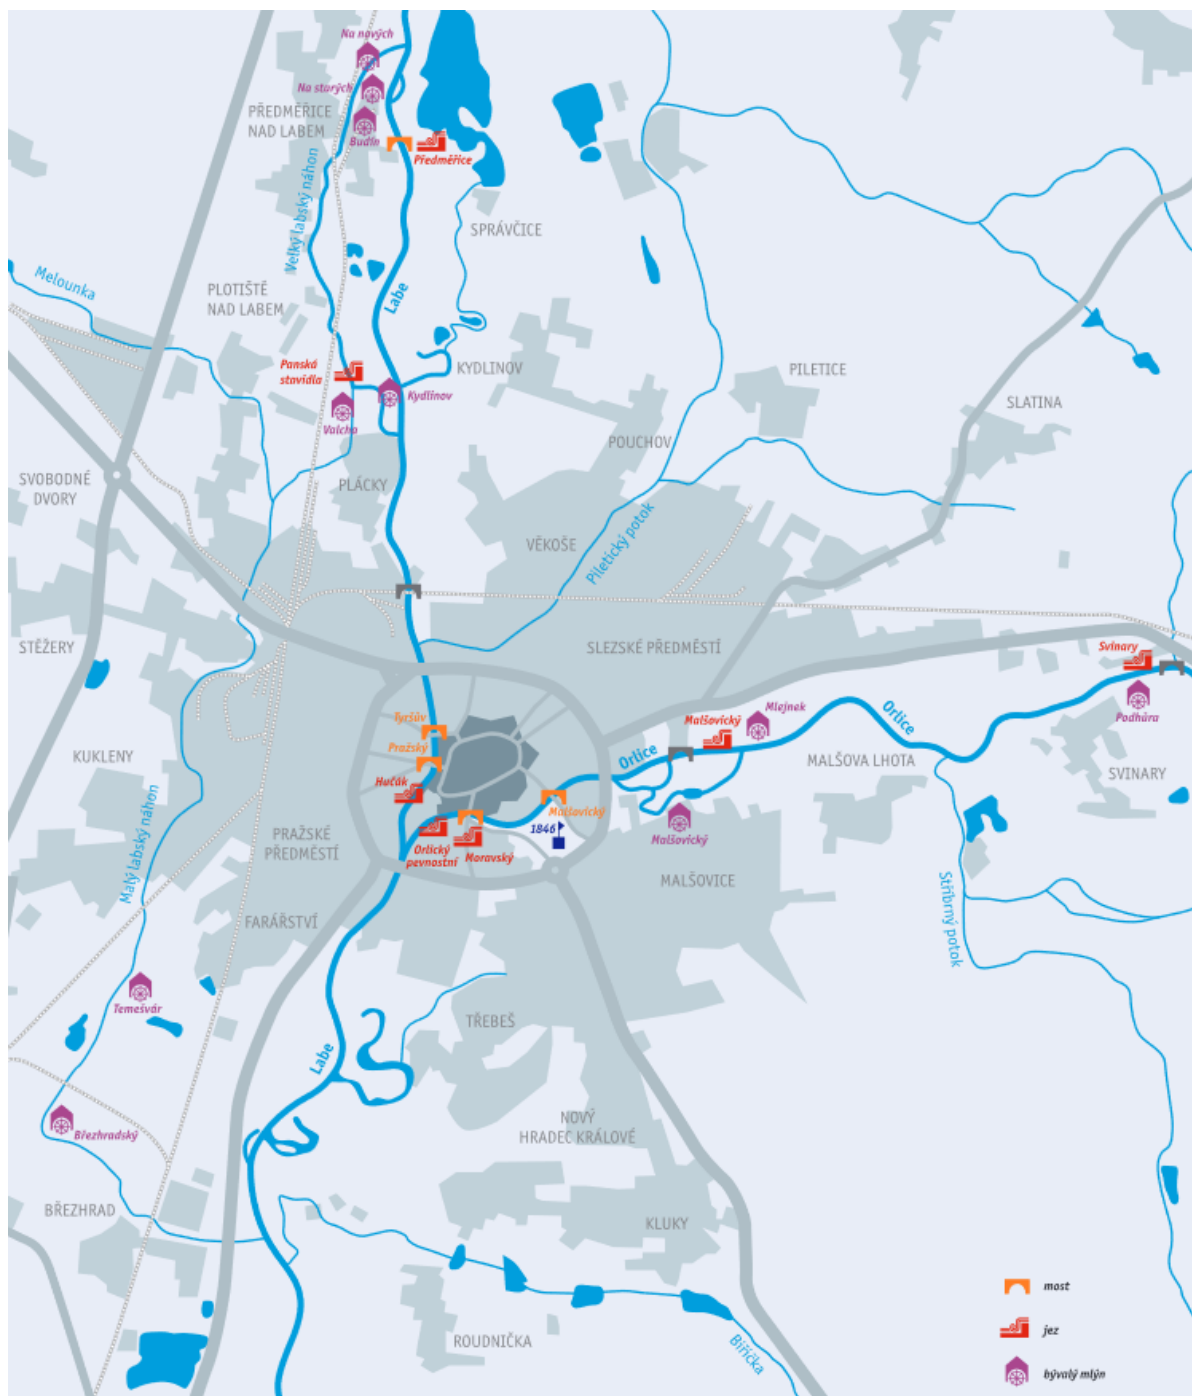 Na nových
Na starých
PŘEDMĚŘICE
NAD LABEM
Budín
Předměřice
Velký labský náhon
SPRÁVČICE
Melounka
PLOTIŠTĚ
NAD LABEM
Labe
Panská
stavidla
KYDLINOV
Kydlinov
Valcha
PILETICE
SLATINA
POUCHOV
SVOBODNÉ
DVORY
PLÁCKY
VĚKOŠE
Piletický potok
STĚŽERY
SLEZSKÉ PŘEDMĚSTÍ
Svinary
Podhůra
Tyršův
Pražský
Hučák
Orlice
Malšovický
Mlejnek
Orlice
KUKLENY
MALŠOVA LHOTA
SVINARY
Malšovický
1846
Malšovický
Orlický
pevnostní
Moravský
PRAŽSKÉ
PŘEDMĚSTÍ
Malý labský náhon
MALŠOVICE
FARÁŘSTVÍ
Stříbrný potok
Temešvár
TŘEBEŠ
Labe
Březhradský
NOVÝ
HRADEC KRÁLOVÉ
BŘEZHRAD
KLUKY
ROUDNIČKA
Biřička
most
jez
bývalý mlýn